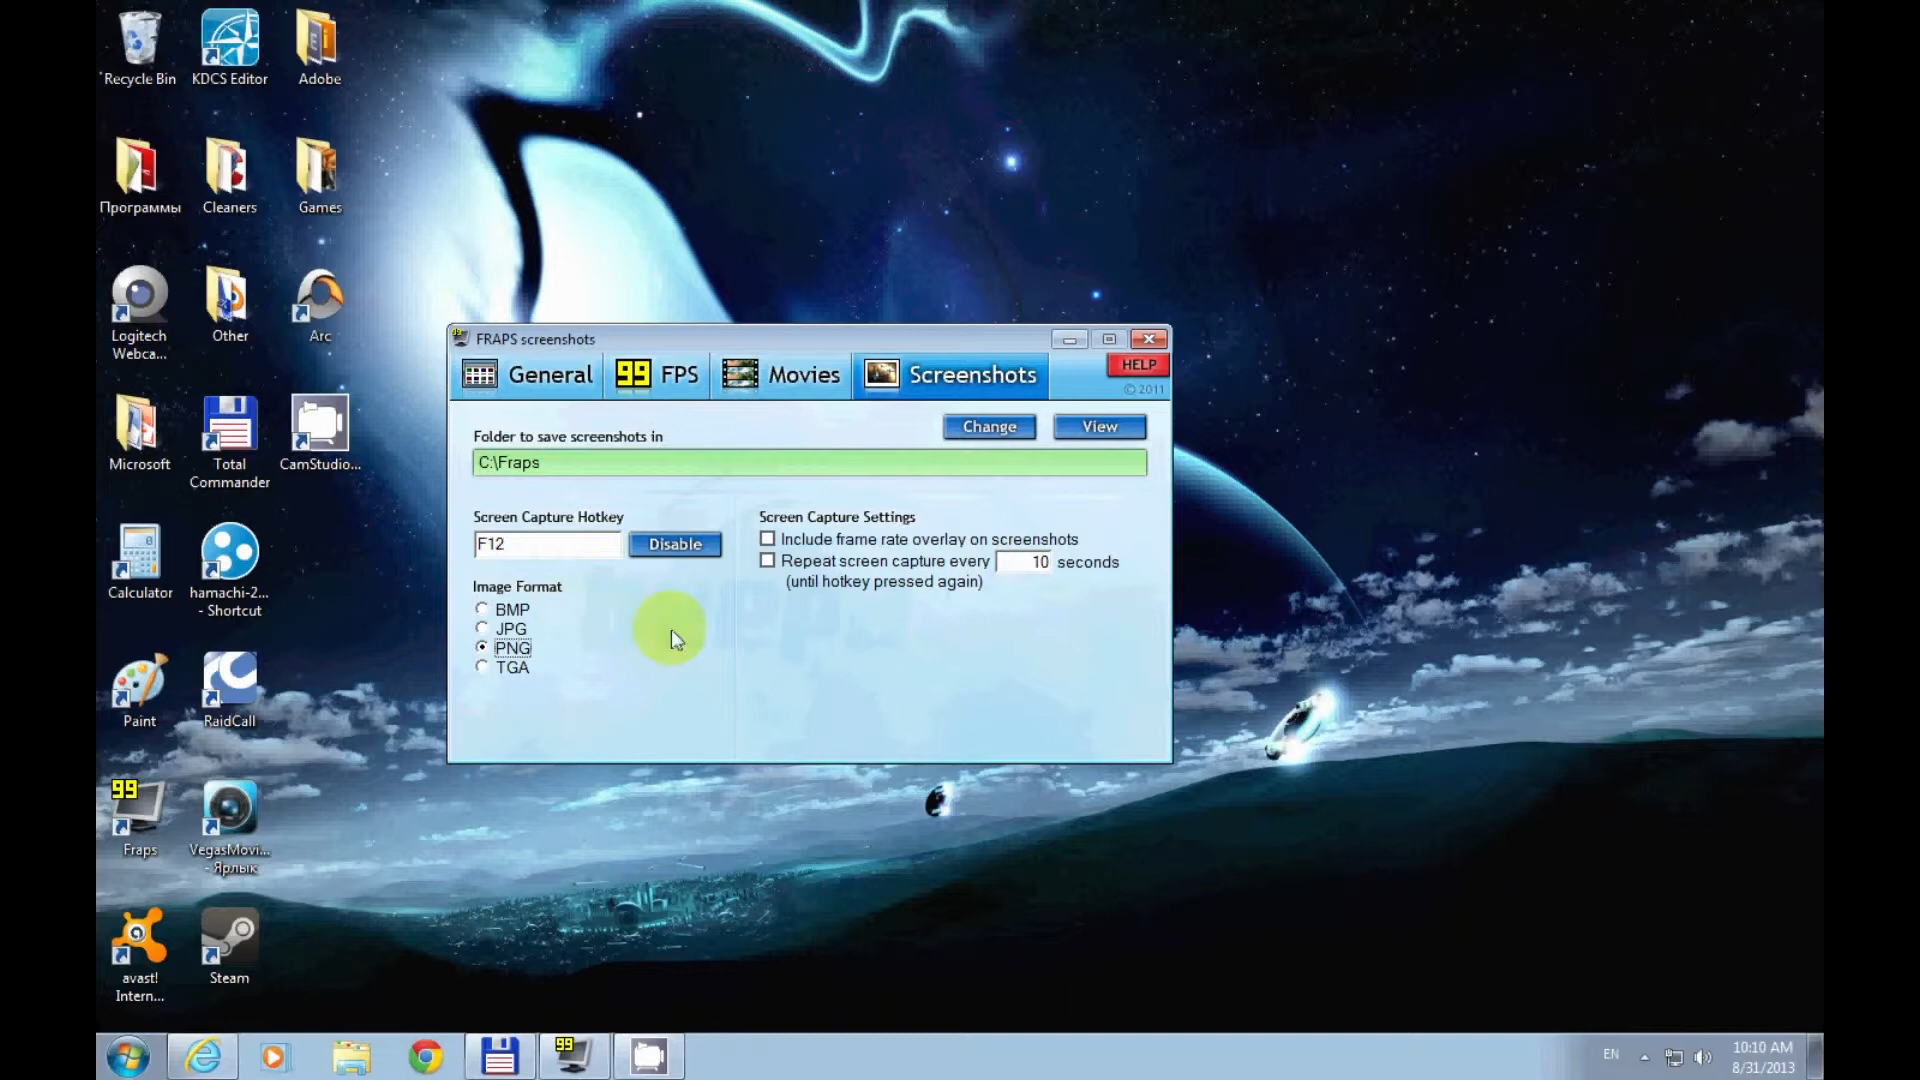 Recycle Bin
KDCS Editor
Adobe
Программы
Cleaners
Games
Logitech
Webca...
Other
Arc
Microsoft
Total
Commander
CamStudio...
Calculator
hamachi-2...
- Shortcut
Paint
RaidCall
99
Fraps
VegasMovi...
- Ярлык
avast!
Intern...
Steam
FRAPS screenshots
General
99 FPS
Movies
Screenshots
HELP
© 2011
Folder to save screenshots in
Change
View
C:\Fraps
Screen Capture Hotkey
F12
Disable
Image Format
BMP
JPG
PNG
TGA
Screen Capture Settings
Include frame rate overlay on screenshots
Repeat screen capture every 10 seconds
(until hotkey pressed again)
99
EN
10:10 AM
8/31/2013